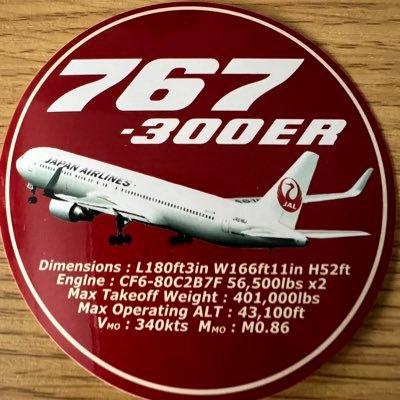 767
-300ER
JAPAN AIRLINES
JAL
Dimensions : L180ft3in W166ft11in H52ft
Engine : CF6-80C2B7F 56,500lbs x2
Max Takeoff Weight : 401,000lbs
Max Operating ALT : 43,100ft
VMO : 340kts MMO : M0.86